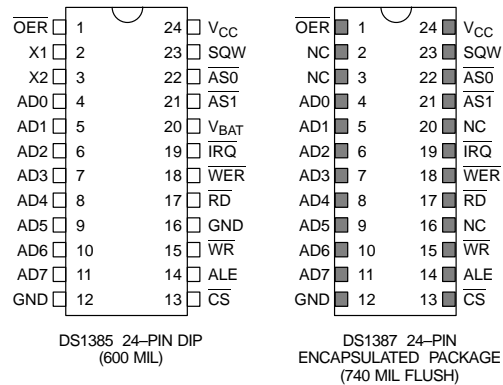 OER 1 24 VCC OER 1 24 VCC
X1 2 23 SQW NC 2 23 SQW
X2 3 22 AS0 NC 3 22 AS0
AD0 4 21 AS1 AD0 4 21 AS1
AD1 5 20 VBAT AD1 5 20 NC
AD2 6 19 IRQ AD2 6 19 IRQ
AD3 7 18 WER AD3 7 18 WER
AD4 8 17 RD AD4 8 17 RD
AD5 9 16 GND AD5 9 16 NC
AD6 10 15 WR AD6 10 15 WR
AD7 11 14 ALE AD7 11 14 ALE
GND 12 13 CS GND 12 13 CS
DS1385 24–PIN DIP
(600 MIL)
DS1387 24–PIN
ENCAPSULATED PACKAGE
(740 MIL FLUSH)